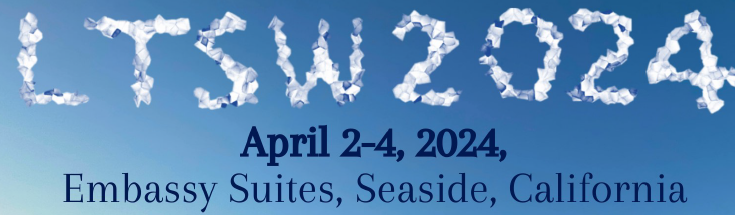 LTSW2024
April 2-4, 2024,
Embassy Suites, Seaside, California